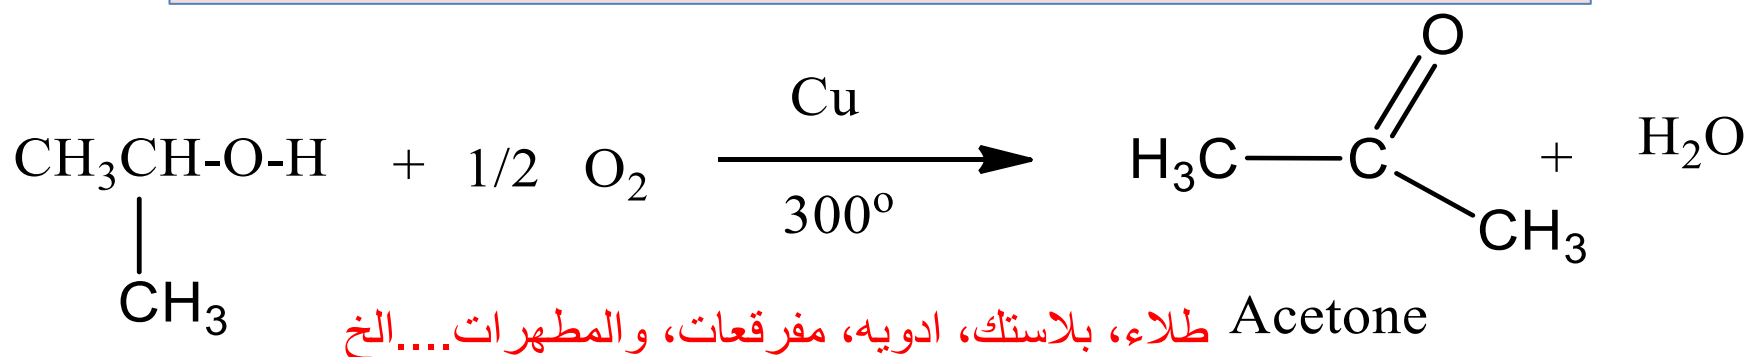 CH₃CH-O-H + 1/2 O₂ Cu 300º H₃C C O CH₃ + H₂O
CH₃
طلاء، بلاستك، ادويه، مفرقعات، والمطهرات....الخ Acetone